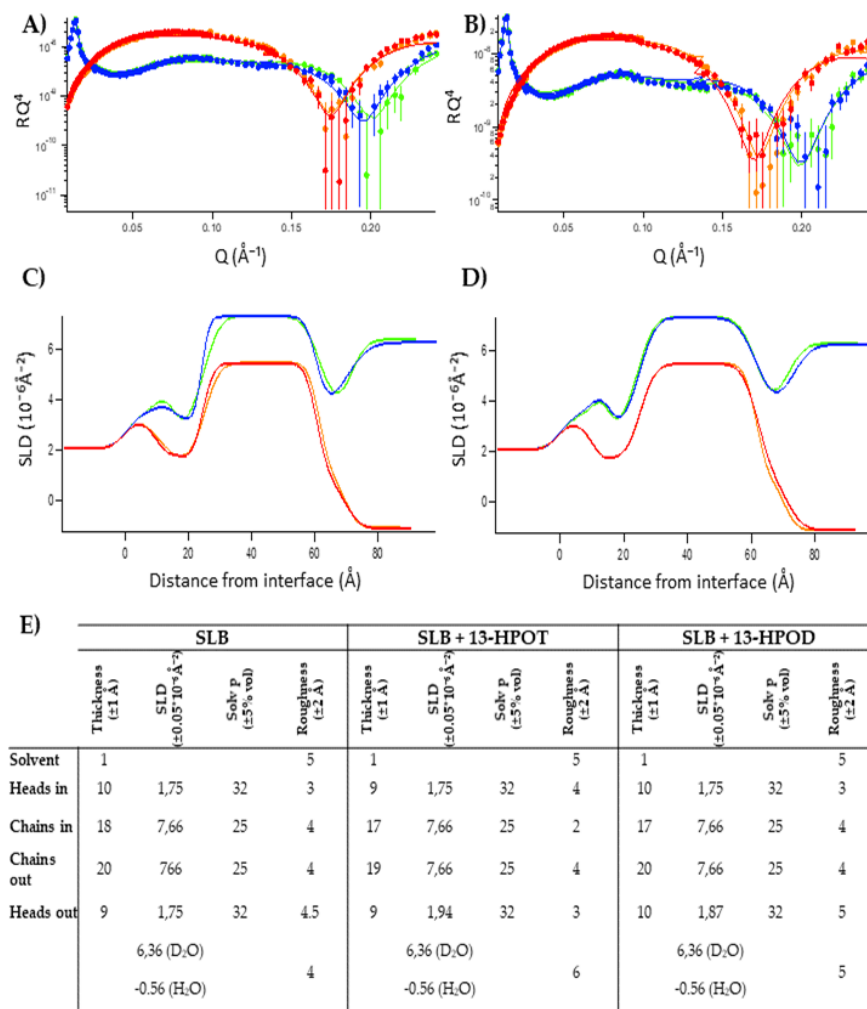 A)
B)
RQ⁴
10⁻⁸
10⁻⁹
10⁻¹⁰
10⁻¹¹
0.05 0.10 0.15 0.20
Q (Å⁻¹)
RQ⁴
10⁻⁸
10⁻⁹
0.05 0.10 0.15 0.20
Q (Å⁻¹)
C)
D)
SLD (10⁻⁶Å⁻²)
6
4
2
0
0 20 40 60 80
Distance from interface (Å)
SLD (10⁻⁶Å⁻²)
6
4
2
0
0 20 40 60 80
Distance from interface (Å)
E)
SLB SLB + 13-HPOT SLB + 13-HPOD
Thickness (±1 Å) SLD (±0.05*10⁻⁶Å⁻²) Solv p (±5% vol) Roughness (±2 Å) Thickness (±1 Å) SLD (±0.05*10⁻⁶Å⁻²) Solv p (±5% vol) Roughness (±2 Å) Thickness (±1 Å) SLD (±0.05*10⁻⁶Å⁻²) Solv p (±5% vol) Roughness (±2 Å)
Solvent 1 5 1 5 1 5
Heads in 10 1,75 32 3 9 1,75 32 4 10 1,75 32 3
Chains in 18 7,66 25 4 17 7,66 25 2 17 7,66 25 4
Chains out 20 766 25 4 19 7,66 25 4 20 7,66 25 4
Heads out 9 1,75 32 4.5 9 1,94 32 3 10 1,87 32 5
6,36 (D₂O) 6,36 (D₂O) 6,36 (D₂O)
4 6 5
-0.56 (H₂O) -0.56 (H₂O) -0.56 (H₂O)